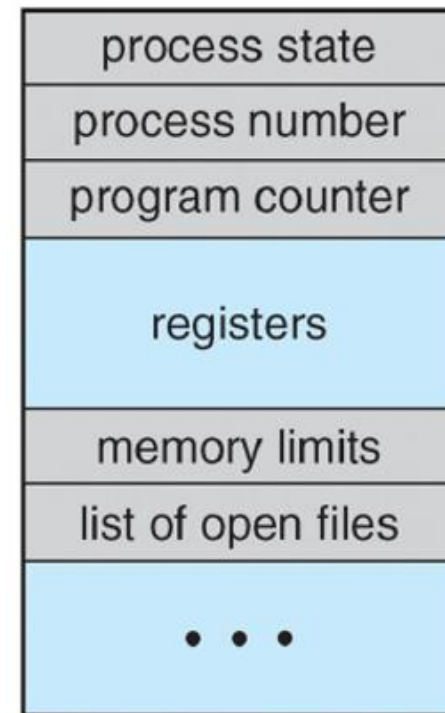 process state
process number
program counter
registers
memory limits
list of open files
• • •